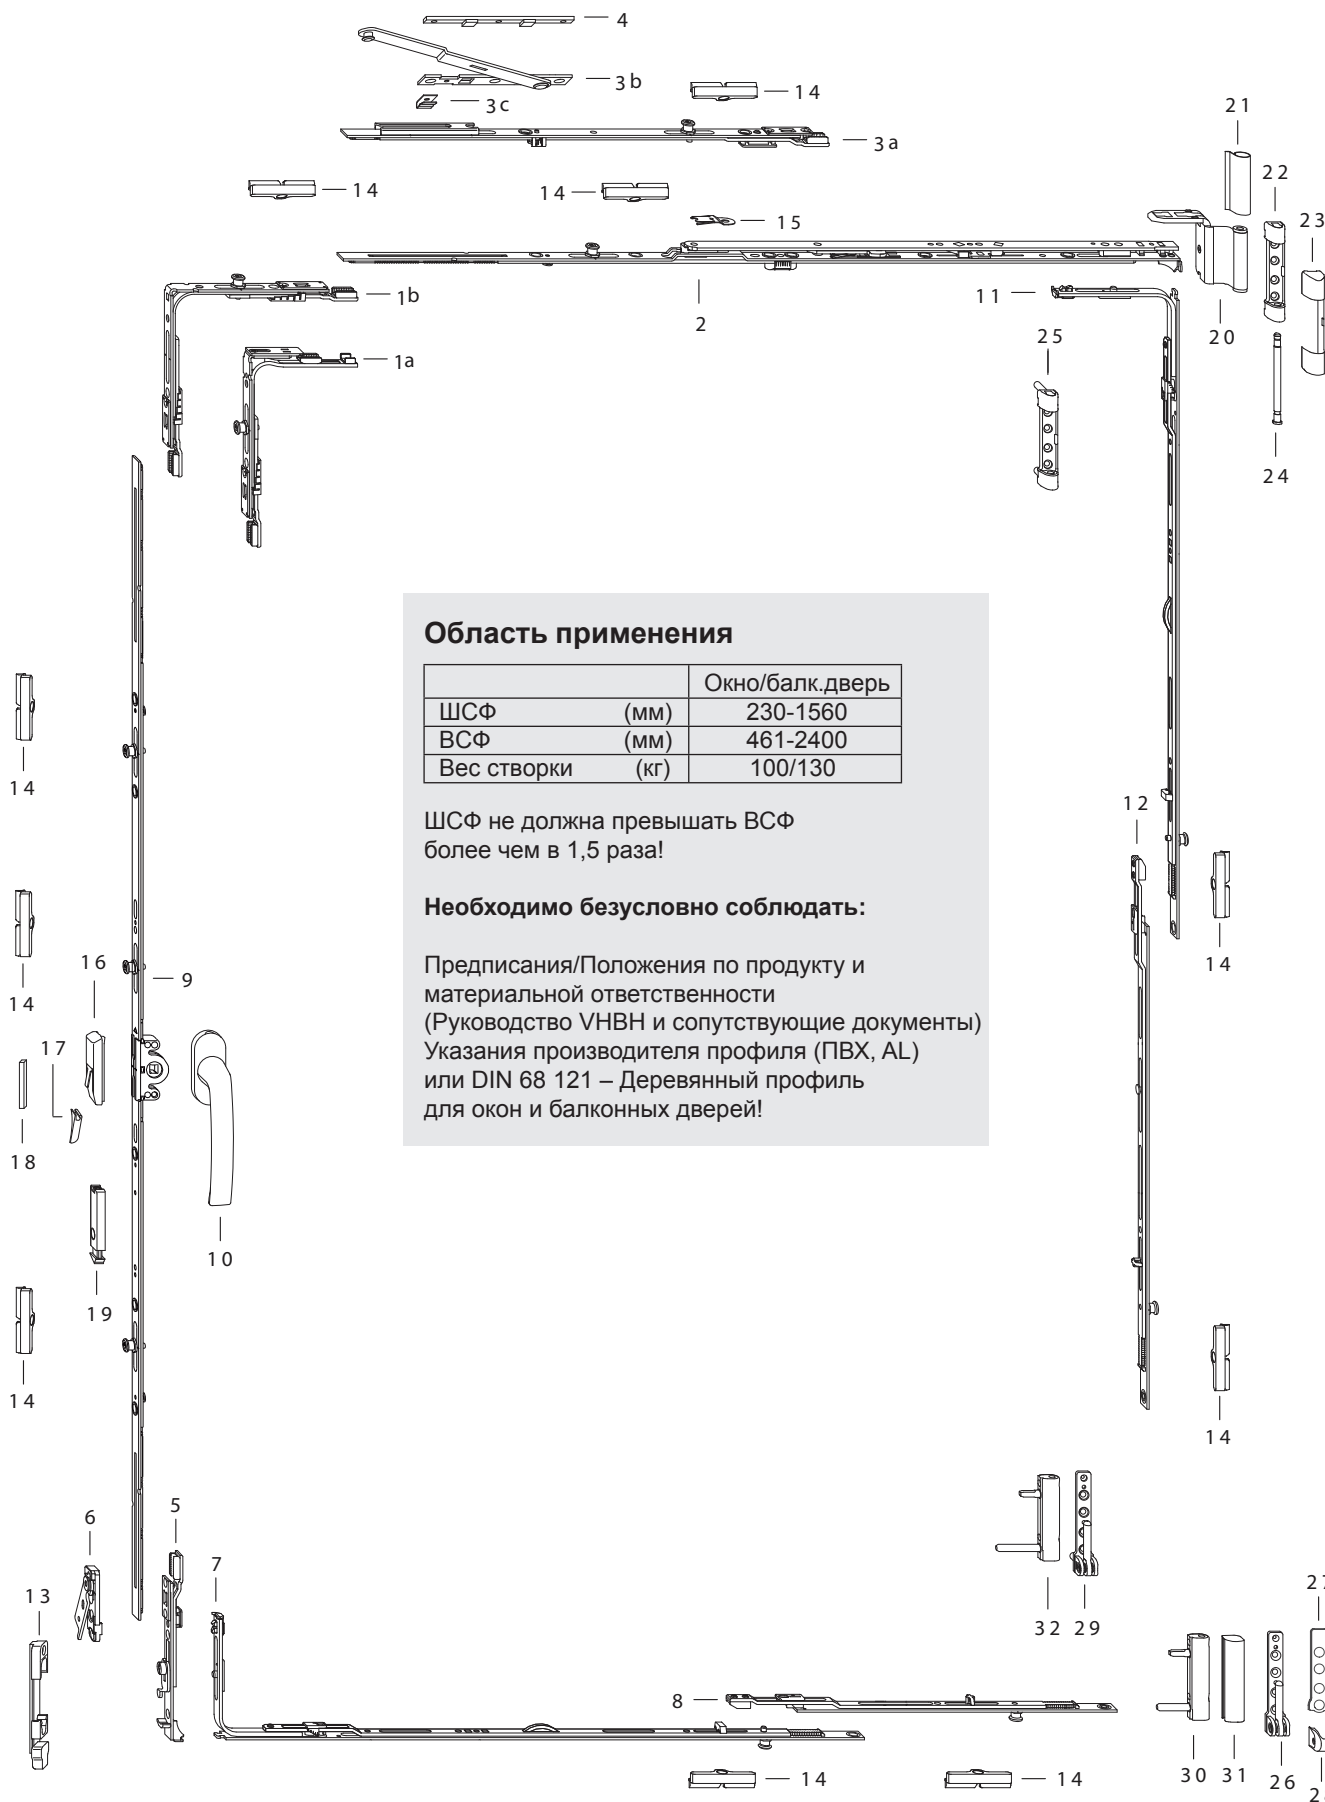 4
3b
14
3c
3a
21
14
14
22
15
23
1b
11
2
20
25
1a
24
Область применения
Окно/балк.дверь
ШСФ (мм) 230-1560
ВСФ (мм) 461-2400
Вес створки (кг) 100/130
14
12
ШСФ не должна превышать ВСФ
более чем в 1,5 раза!
Необходимо безусловно соблюдать:
16
9
14
14
Предписания/Положения по продукту и
материальной ответственности
(Руководство VHBH и сопутствующие документы)
Указания производителя профиля (ПВХ, AL)
или DIN 68 121 – Деревянный профиль
для окон и балконных дверей!
17
18
10
19
14
14
5
6
7
13
32 29
8
30 31 26
14
14